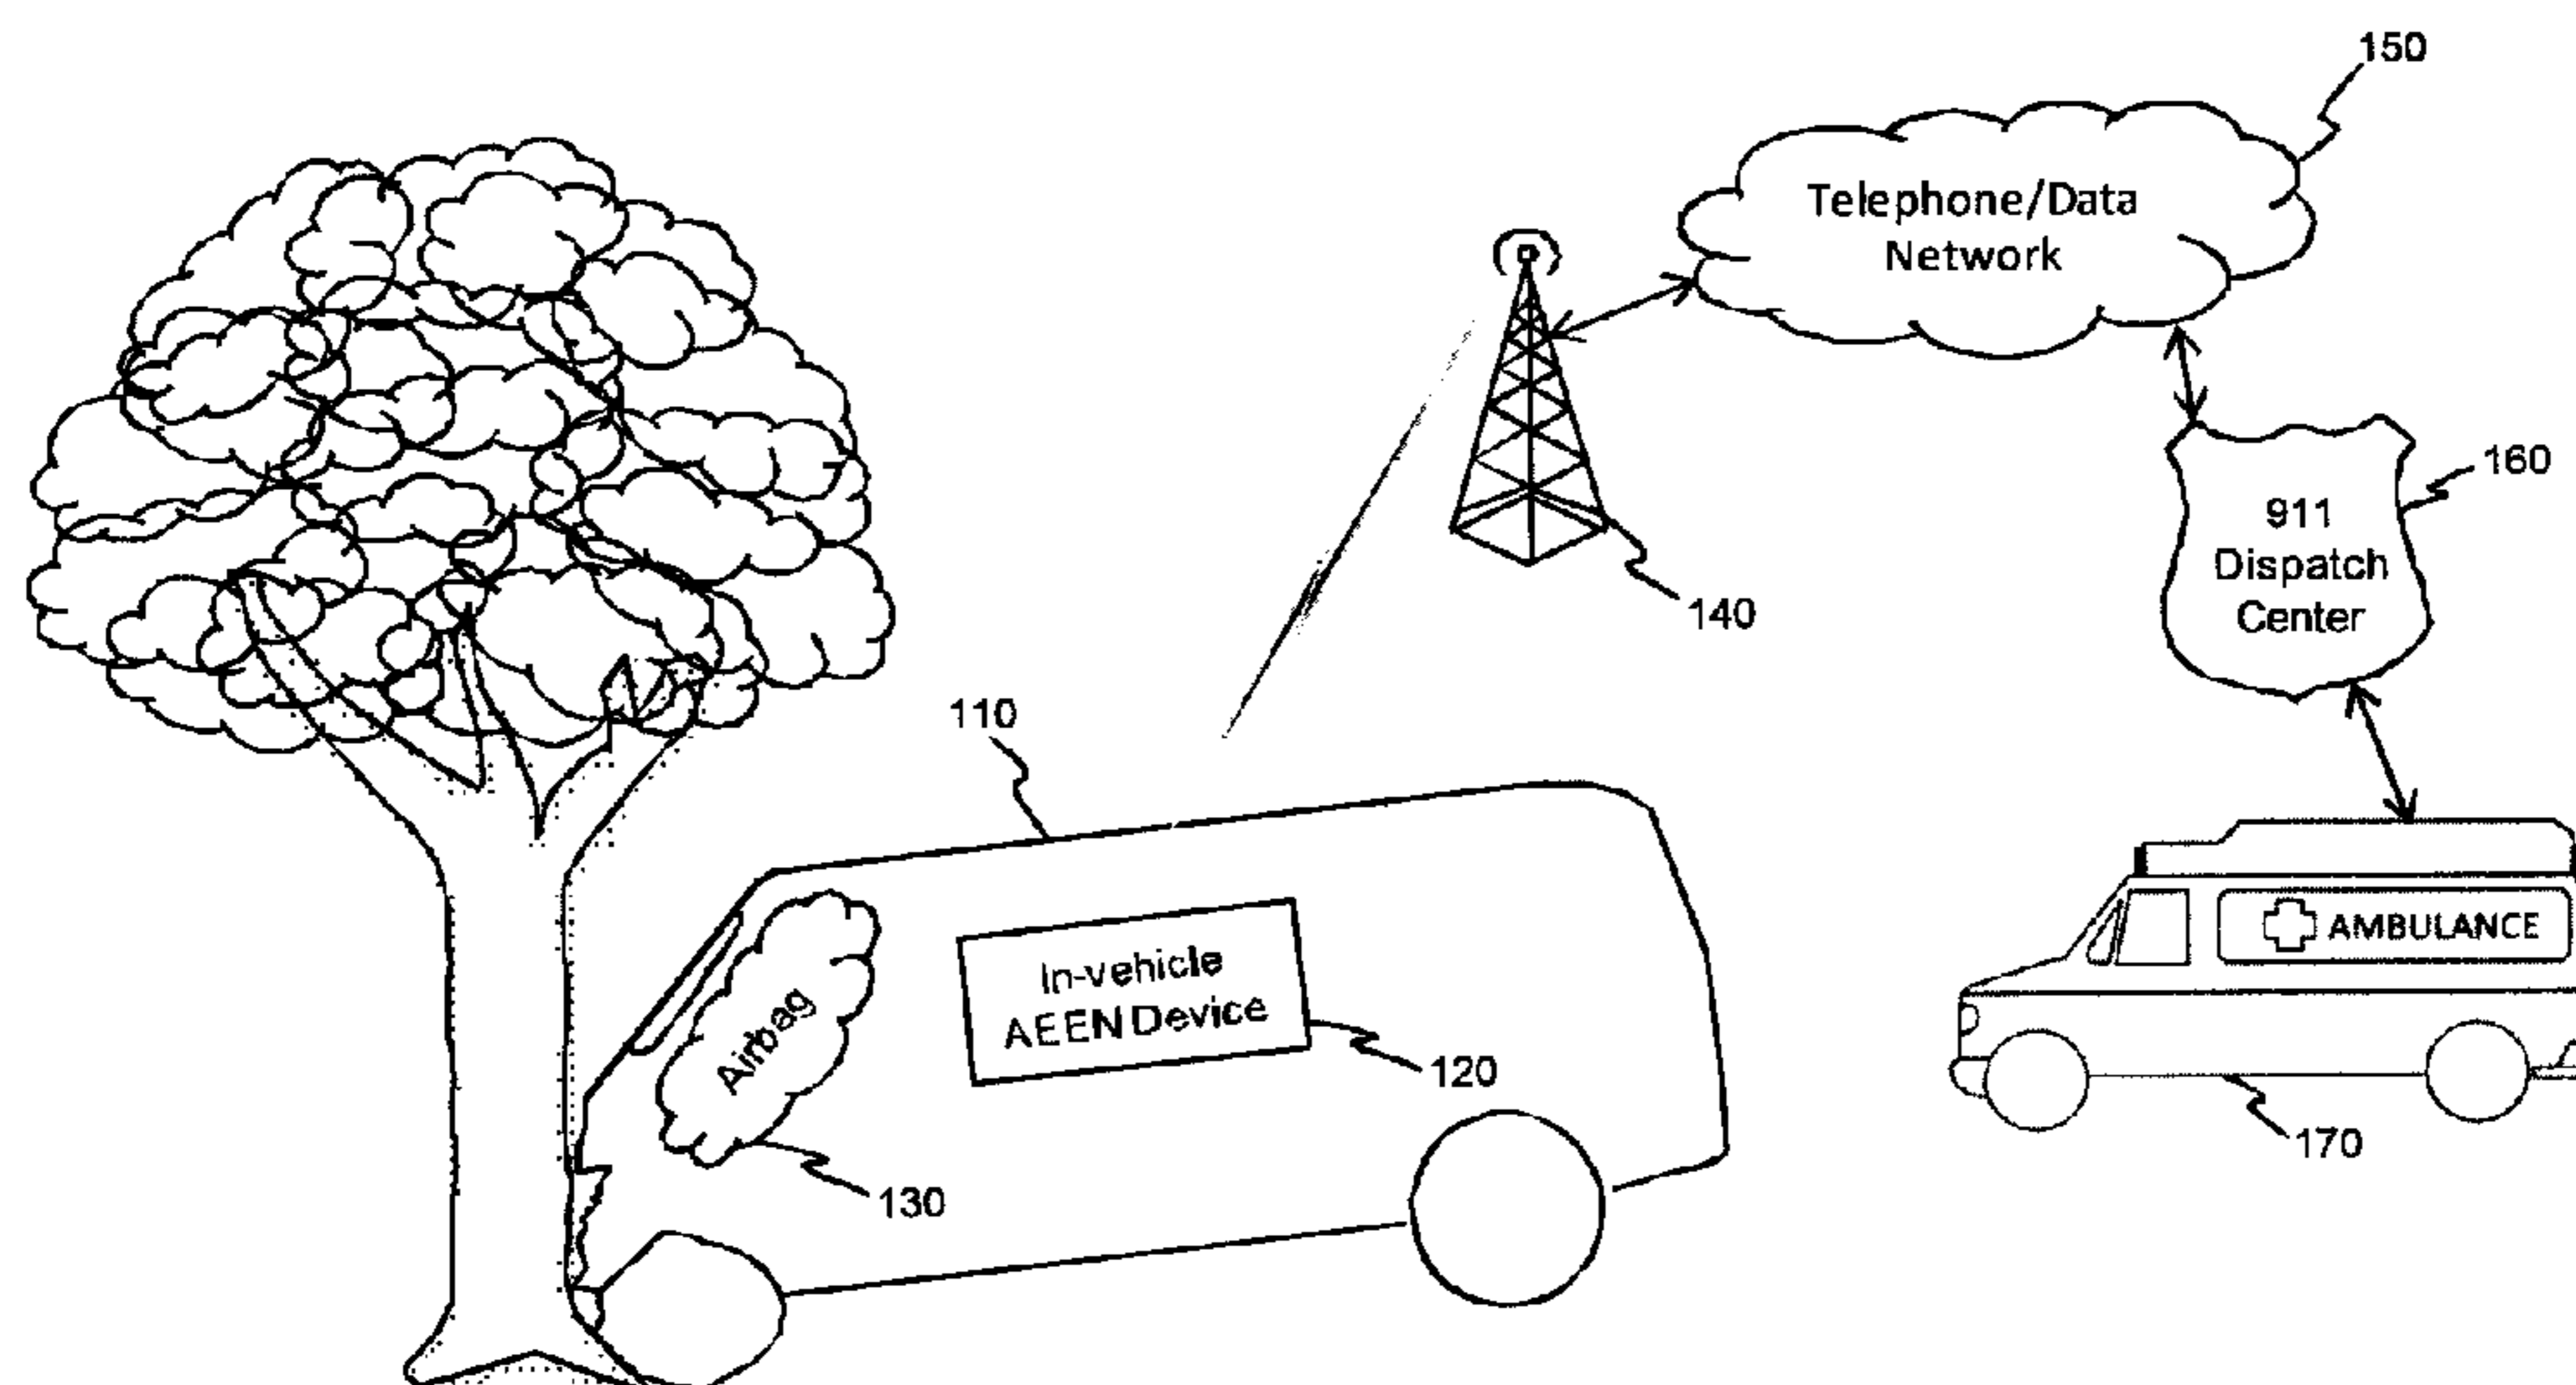 150
Telephone/Data
Network
160
911
Dispatch
Center
140
110
AMBULANCE
In-vehicle
AEEN Device
Airbag
120
170
130